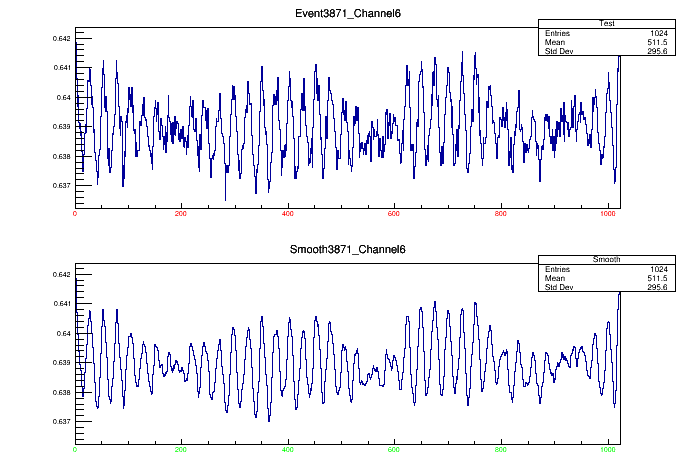 Event3871_Channel6
Test
Entries 1024
Mean 511.5
Std Dev 295.6
0.642
0.641
0.64
0.639
0.638
0.637
0 200 400 600 800 1000
Smooth3871_Channel6
Smooth
Entries 1024
Mean 511.5
Std Dev 295.6
0.642
0.641
0.64
0.639
0.638
0.637
0 200 400 600 800 1000